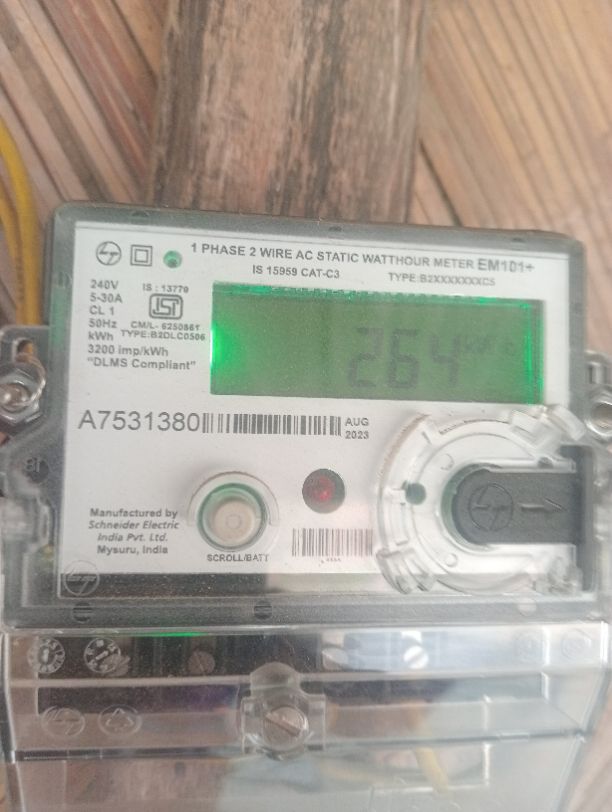 1 PHASE 2 WIRE AC STATIC WATTHOUR METER EM101+
IS 15959 CAT-C3 TYPE:B2XXXXXXXC5
240V
5-30A
CL 1
50Hz
kWh
3200 imp/kWh
"DLMS Compliant"
IS : 13779
CM/L- 6250861
TYPE:B2DLC0506
264
A7531380
AUG
2023
Manufactured by
Schneider Electric
India Pvt. Ltd.
Mysuru, India
SCROLL/BATT